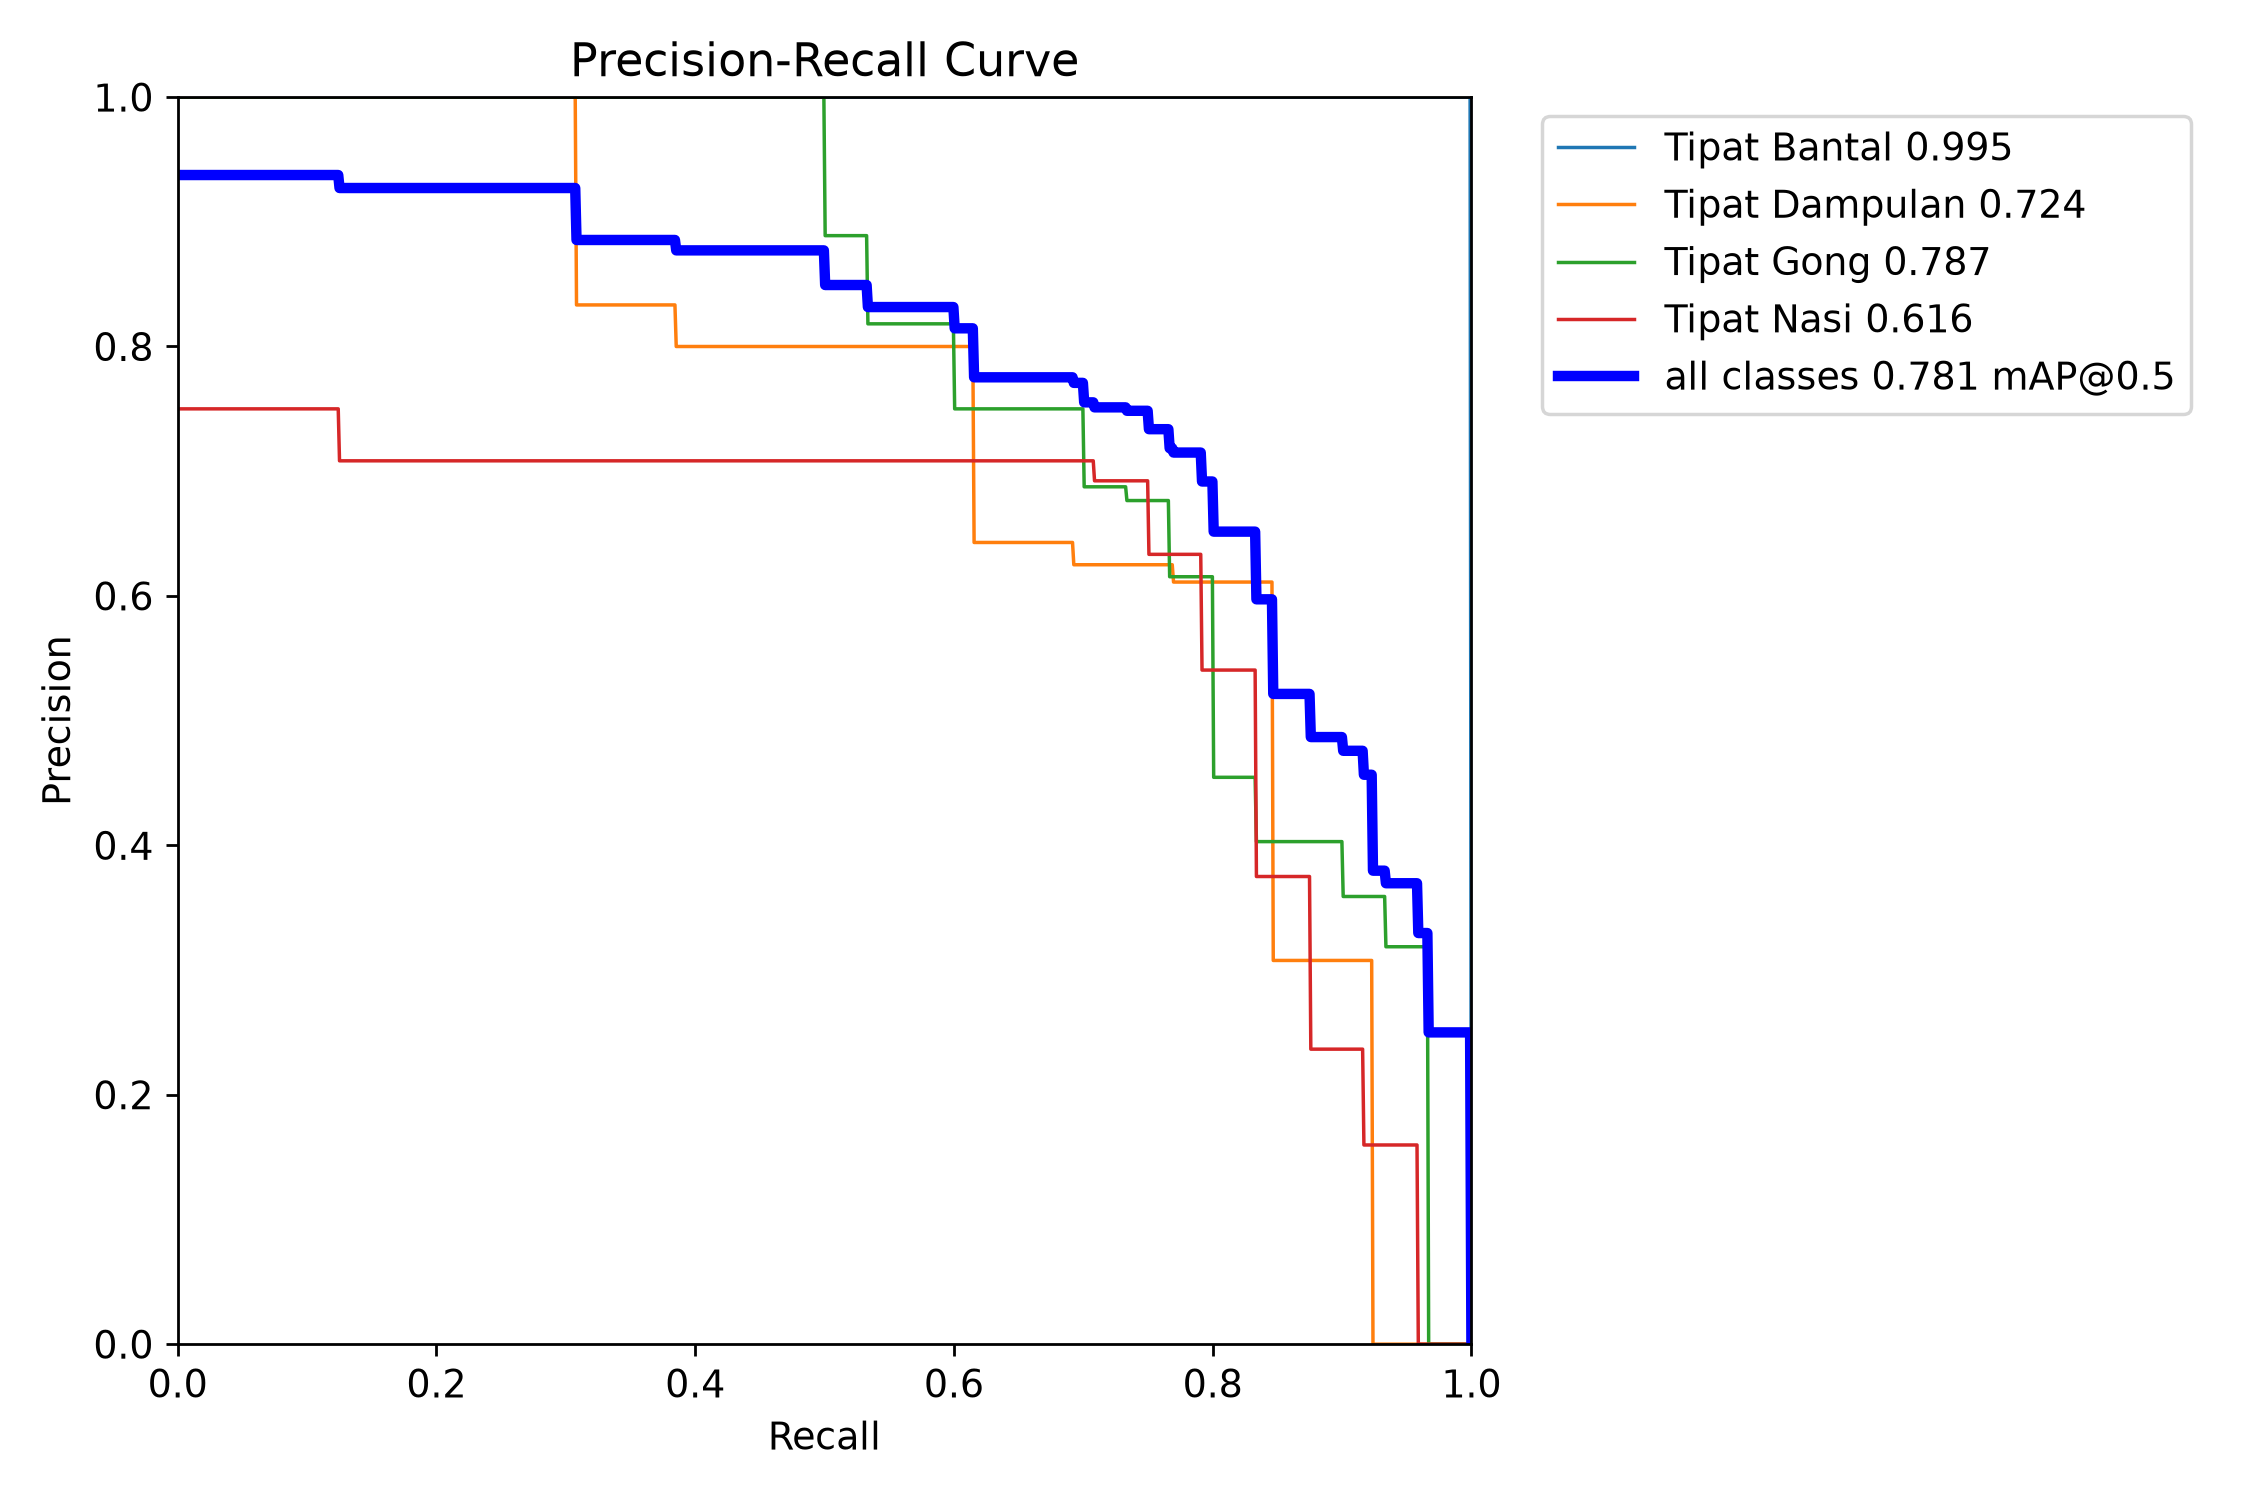 Precision-Recall Curve
1.0
0.8
0.6
0.4
0.2
0.0
Precision
0.0 0.2 0.4 0.6 0.8 1.0
Recall
Tipat Bantal 0.995
Tipat Dampulan 0.724
Tipat Gong 0.787
Tipat Nasi 0.616
all classes 0.781 mAP@0.5